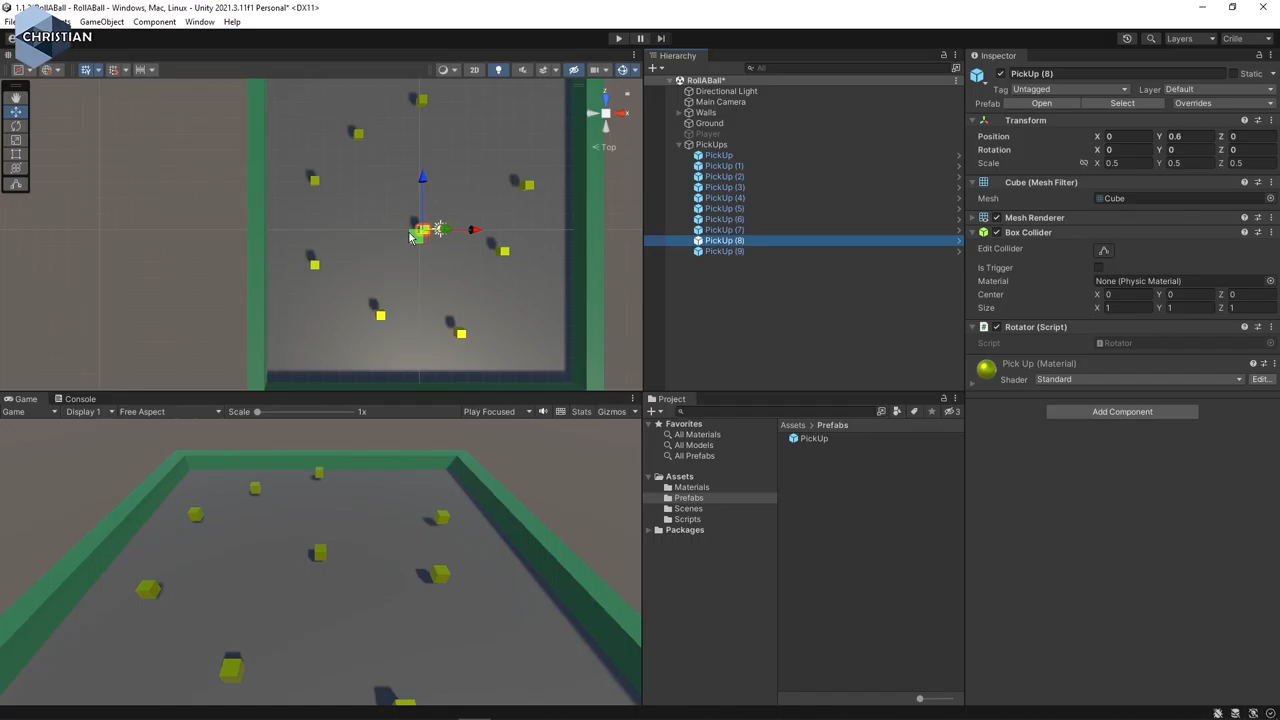 1.1.2 - RollABall - Windows, Mac, Linux - Unity 2021.3.11f1 Personal* <DX11>
GameObject Component Window Help
CHRISTIAN
Layers Crille
Hierarchy
Inspector
2D
All
Top
RollABall*
Directional Light
Main Camera
Walls
Ground
Player
PickUps
PickUp
PickUp (1)
PickUp (2)
PickUp (3)
PickUp (4)
PickUp (5)
PickUp (6)
PickUp (7)
PickUp (8)
PickUp (9)
PickUp (8) Static
Tag Untagged Layer Default
Prefab Open Select Overrides
Transform
Position X 0 Y 0.6 Z 0
Rotation X 0 Y 0 Z 0
Scale X 0.5 Y 0.5 Z 0.5
Cube (Mesh Filter)
Mesh Cube
Mesh Renderer
Box Collider
Edit Collider
Is Trigger
Material None (Physic Material)
Center X 0 Y 0 Z 0
Size X 1 Y 1 Z 1
Rotator (Script)
Script Rotator
Pick Up (Material)
Shader Standard Edit...
Add Component
Game Console
Game Display 1 Free Aspect Scale 1x Play Focused Stats Gizmos
Project
3
Favorites
All Materials
All Models
All Prefabs
Assets
Materials
Prefabs
Scenes
Scripts
Packages
Assets > Prefabs
PickUp